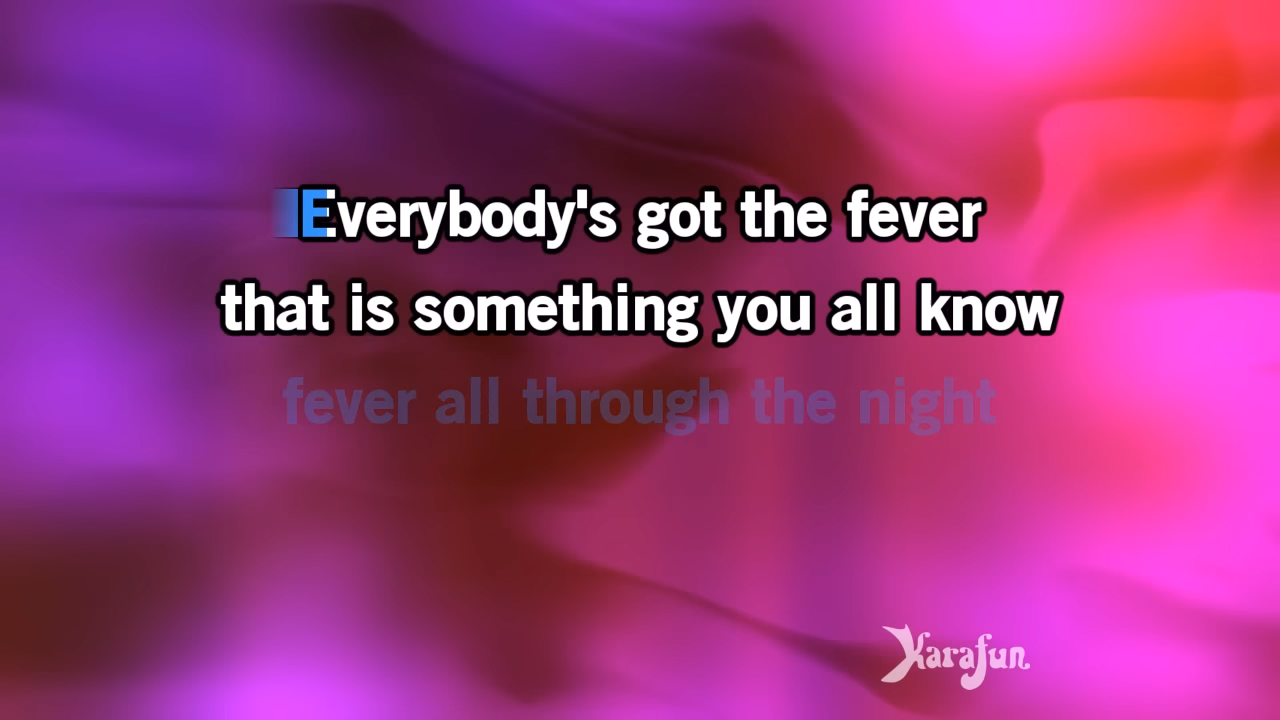 Everybody's got the fever
that is something you all know
fever all through the night
Karafun